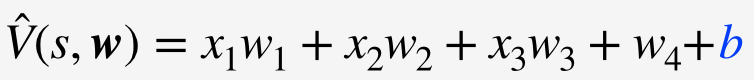 V̂(s, w) = x₁w₁ + x₂w₂ + x₃w₃ + w₄+b